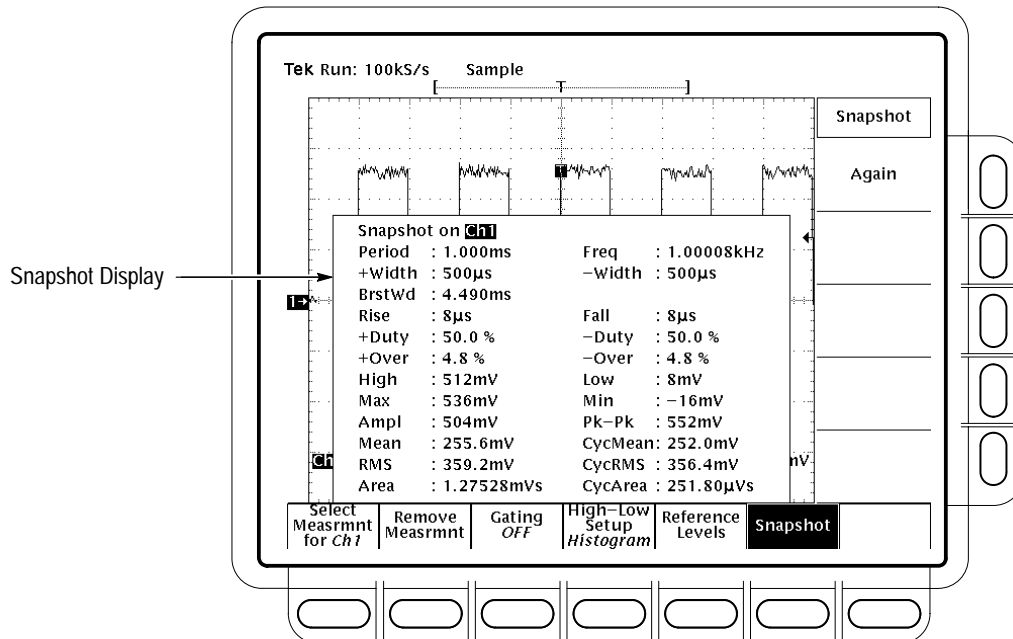 Tek Run: 100kS/s Sample
[ T ]
Snapshot
T
Again
Snapshot Display
Snapshot on Ch1
Period : 1.000ms Freq : 1.00008kHz
+Width : 500µs −Width : 500µs
BrstWd : 4.490ms
1
Rise : 8µs Fall : 8µs
+Duty : 50.0 % −Duty : 50.0 %
+Over : 4.8 % −Over : 4.8 %
High : 512mV Low : 8mV
Max : 536mV Min : −16mV
Ampl : 504mV Pk−Pk : 552mV
Mean : 255.6mV CycMean: 252.0mV
Ch RMS : 359.2mV CycRMS : 356.4mV mV
Area : 1.27528mVs CycArea : 251.80µVs
Select
Measrmnt
for Ch1
Remove
Measrmnt
Gating
OFF
High−Low
Setup
Histogram
Reference
Levels
Snapshot